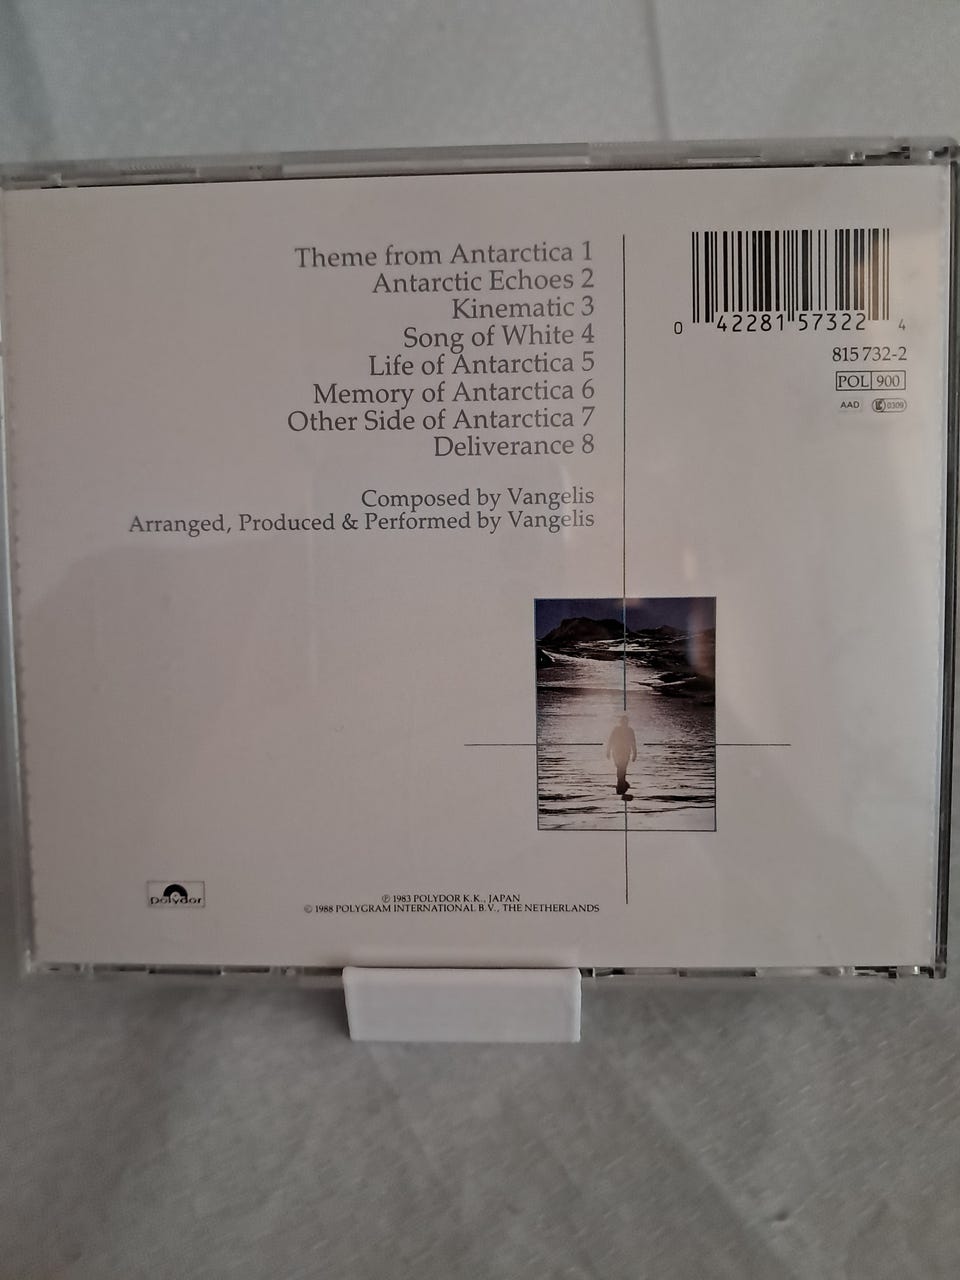 Theme from Antarctica 1
Antarctic Echoes 2
Kinematic 3
Song of White 4
Life of Antarctica 5
Memory of Antarctica 6
Other Side of Antarctica 7
Deliverance 8
Composed by Vangelis
Arranged, Produced & Performed by Vangelis
0 42281 57322 4
815 732-2
POL 900
AAD LC 0309
polydor
℗ 1983 POLYDOR K.K., JAPAN
© 1988 POLYGRAM INTERNATIONAL B.V., THE NETHERLANDS